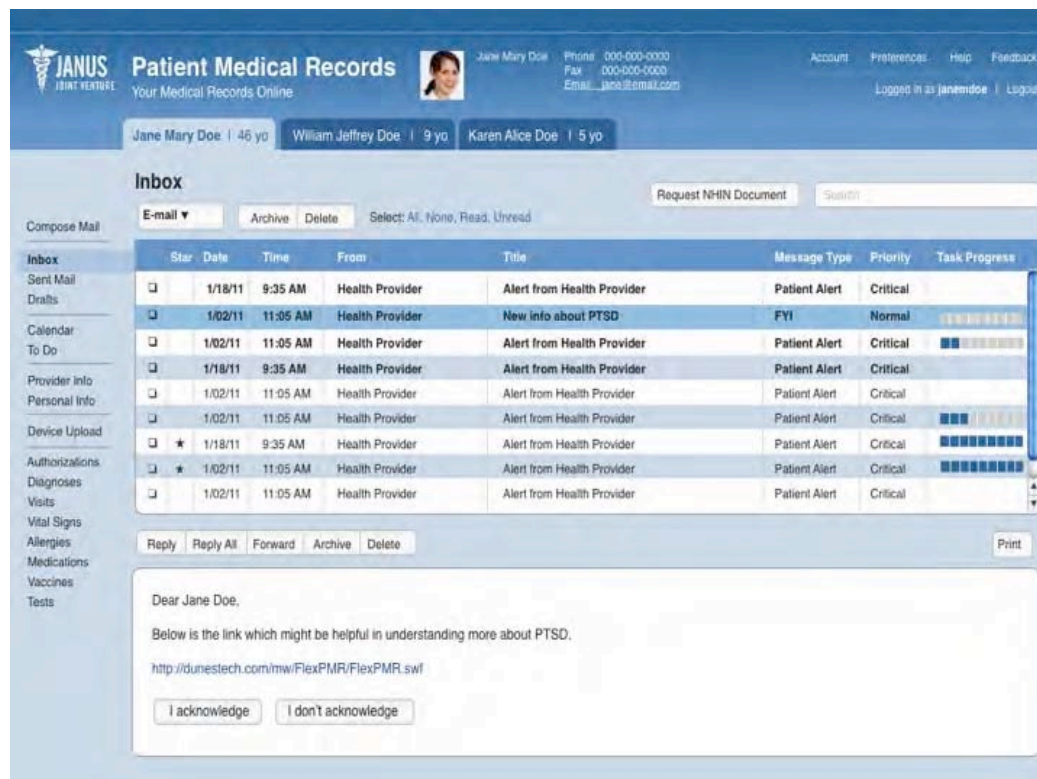 JANUS
JOINT VENTURE
Patient Medical Records
Your Medical Records Online
Jane Mary Doe
Phone 000-000-0000
Fax 000-000-0000
Email jane@email.com
Account Preferences Help Feedback
Logged in as janemdoe | Logout
Jane Mary Doe | 46 yo
William Jeffrey Doe | 9 yo
Karen Alice Doe | 5 yo
Inbox
Request NHIN Document
Search
E-mail ▼
Archive Delete
Select: All, None, Read, Unread
Compose Mail
Inbox
Sent Mail
Drafts
Calendar
To Do
Provider Info
Personal Info
Device Upload
Authorizations
Diagnoses
Visits
Vital Signs
Allergies
Medications
Vaccines
Tests
Star Date Time From Title Message Type Priority Task Progress
1/18/11 9:35 AM Health Provider Alert from Health Provider Patient Alert Critical
1/02/11 11:05 AM Health Provider New info about PTSD FYI Normal
1/02/11 11:05 AM Health Provider Alert from Health Provider Patient Alert Critical
1/18/11 9:35 AM Health Provider Alert from Health Provider Patient Alert Critical
1/02/11 11:05 AM Health Provider Alert from Health Provider Patient Alert Critical
1/02/11 11:05 AM Health Provider Alert from Health Provider Patient Alert Critical
★ 1/18/11 9:35 AM Health Provider Alert from Health Provider Patient Alert Critical
★ 1/02/11 11:05 AM Health Provider Alert from Health Provider Patient Alert Critical
1/02/11 11:05 AM Health Provider Alert from Health Provider Patient Alert Critical
Reply Reply All Forward Archive Delete
Print
Dear Jane Doe,
Below is the link which might be helpful in understanding more about PTSD.
http://dunestech.com/mw/FlexPMR/FlexPMR.swf
I acknowledge
I don't acknowledge